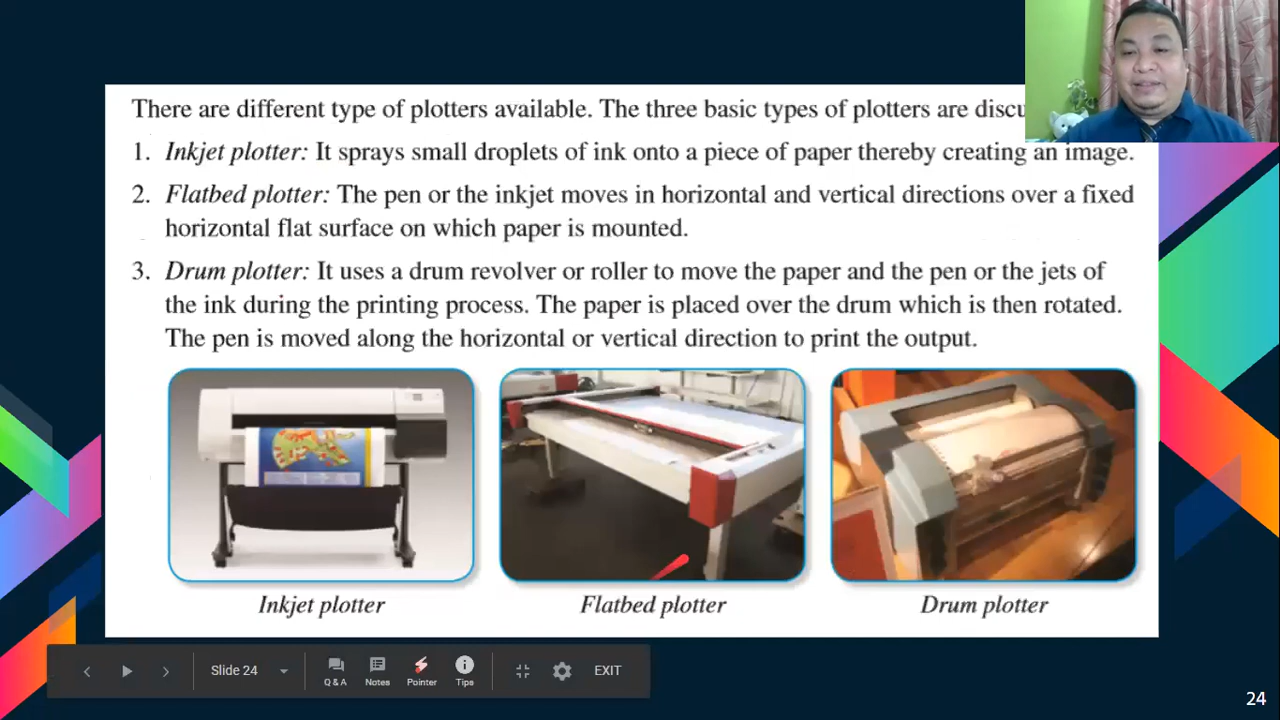 There are different type of plotters available. The three basic types of plotters are
1. Inkjet plotter: It sprays small droplets of ink onto a piece of paper thereby creating an image.
2. Flatbed plotter: The pen or the inkjet moves in horizontal and vertical directions over a fixed
horizontal flat surface on which paper is mounted.
3. Drum plotter: It uses a drum revolver or roller to move the paper and the pen or the jets of
the ink during the printing process. The paper is placed over the drum which is then rotated.
The pen is moved along the horizontal or vertical direction to print the output.
Inkjet plotter
Flatbed plotter
Drum plotter
Slide 24
Q & A
Notes
Pointer
Tips
EXIT
24